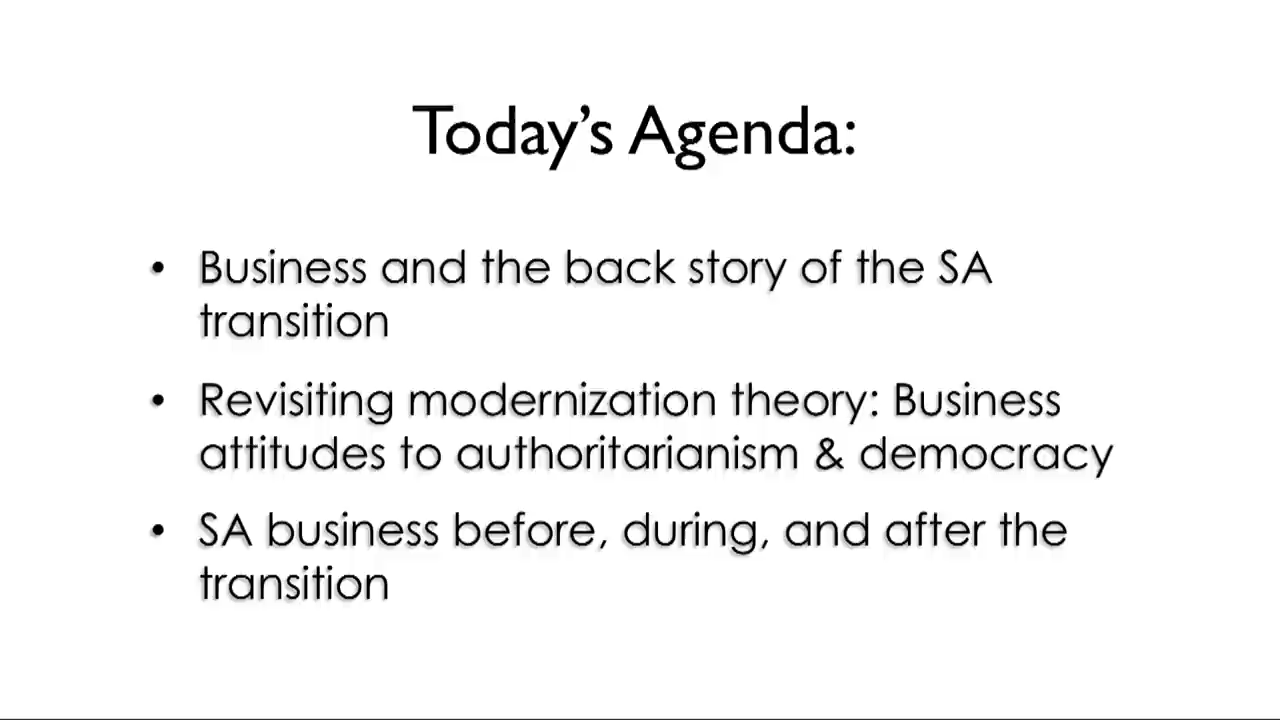 Today’s Agenda:
• Business and the back story of the SA
transition
• Revisiting modernization theory: Business
attitudes to authoritarianism & democracy
• SA business before, during, and after the
transition